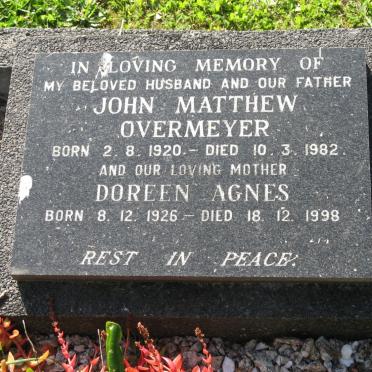 IN LOVING MEMORY OF
MY BELOVED HUSBAND AND OUR FATHER
JOHN MATTHEW
OVERMEYER
BORN 2.8.1920.- DIED 10.3.1982.
AND OUR LOVING MOTHER
DOREEN AGNES
BORN 8.12.1926 - DIED 18.12.1998
REST IN PEACE.